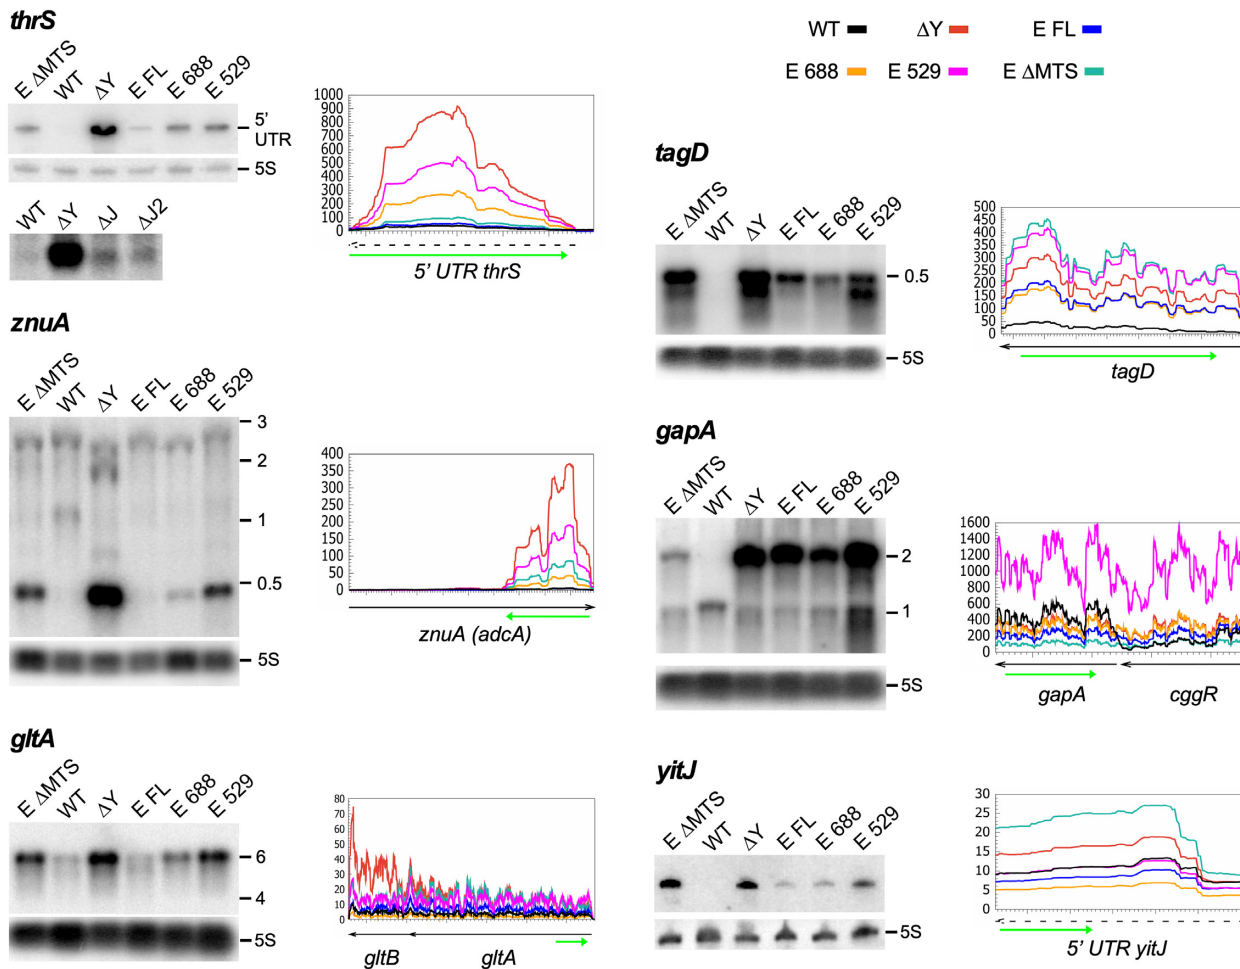 thrS
E ΔMTS WT ΔY E FL E 688 E 529
5' UTR
5S
WT ΔY ΔJ ΔJ2
1000
900
800
700
600
500
400
300
200
100
0
5' UTR thrS
WT ΔY E FL
E 688 E 529 E ΔMTS
znuA
E ΔMTS WT ΔY E FL E 688 E 529
3
2
1
0.5
5S
400
350
300
250
200
150
100
50
0
znuA (adcA)
gltA
E ΔMTS WT ΔY E FL E 688 E 529
6
4
5S
80
70
60
50
40
30
20
10
0
gltB gltA
tagD
E ΔMTS WT ΔY E FL E 688 E 529
0.5
5S
500
450
400
350
300
250
200
150
100
50
0
tagD
gapA
E ΔMTS WT ΔY E FL E 688 E 529
2
1
5S
1600
1400
1200
1000
800
600
400
200
0
gapA cggR
yitJ
E ΔMTS WT ΔY E FL E 688 E 529
5S
30
25
20
15
10
5
0
5' UTR yitJ